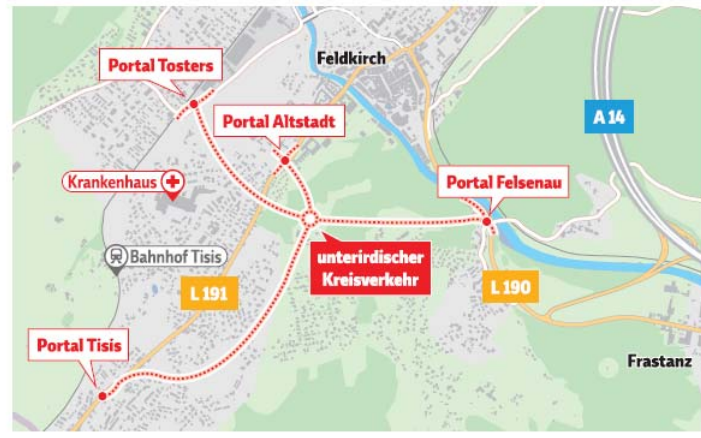 Feldkirch
Portal Tosters
Portal Altstadt
A 14
Krankenhaus
Portal Felsenau
Bahnhof Tisis
unterirdischer
Kreisverkehr
L 191
L 190
Portal Tisis
Frastanz